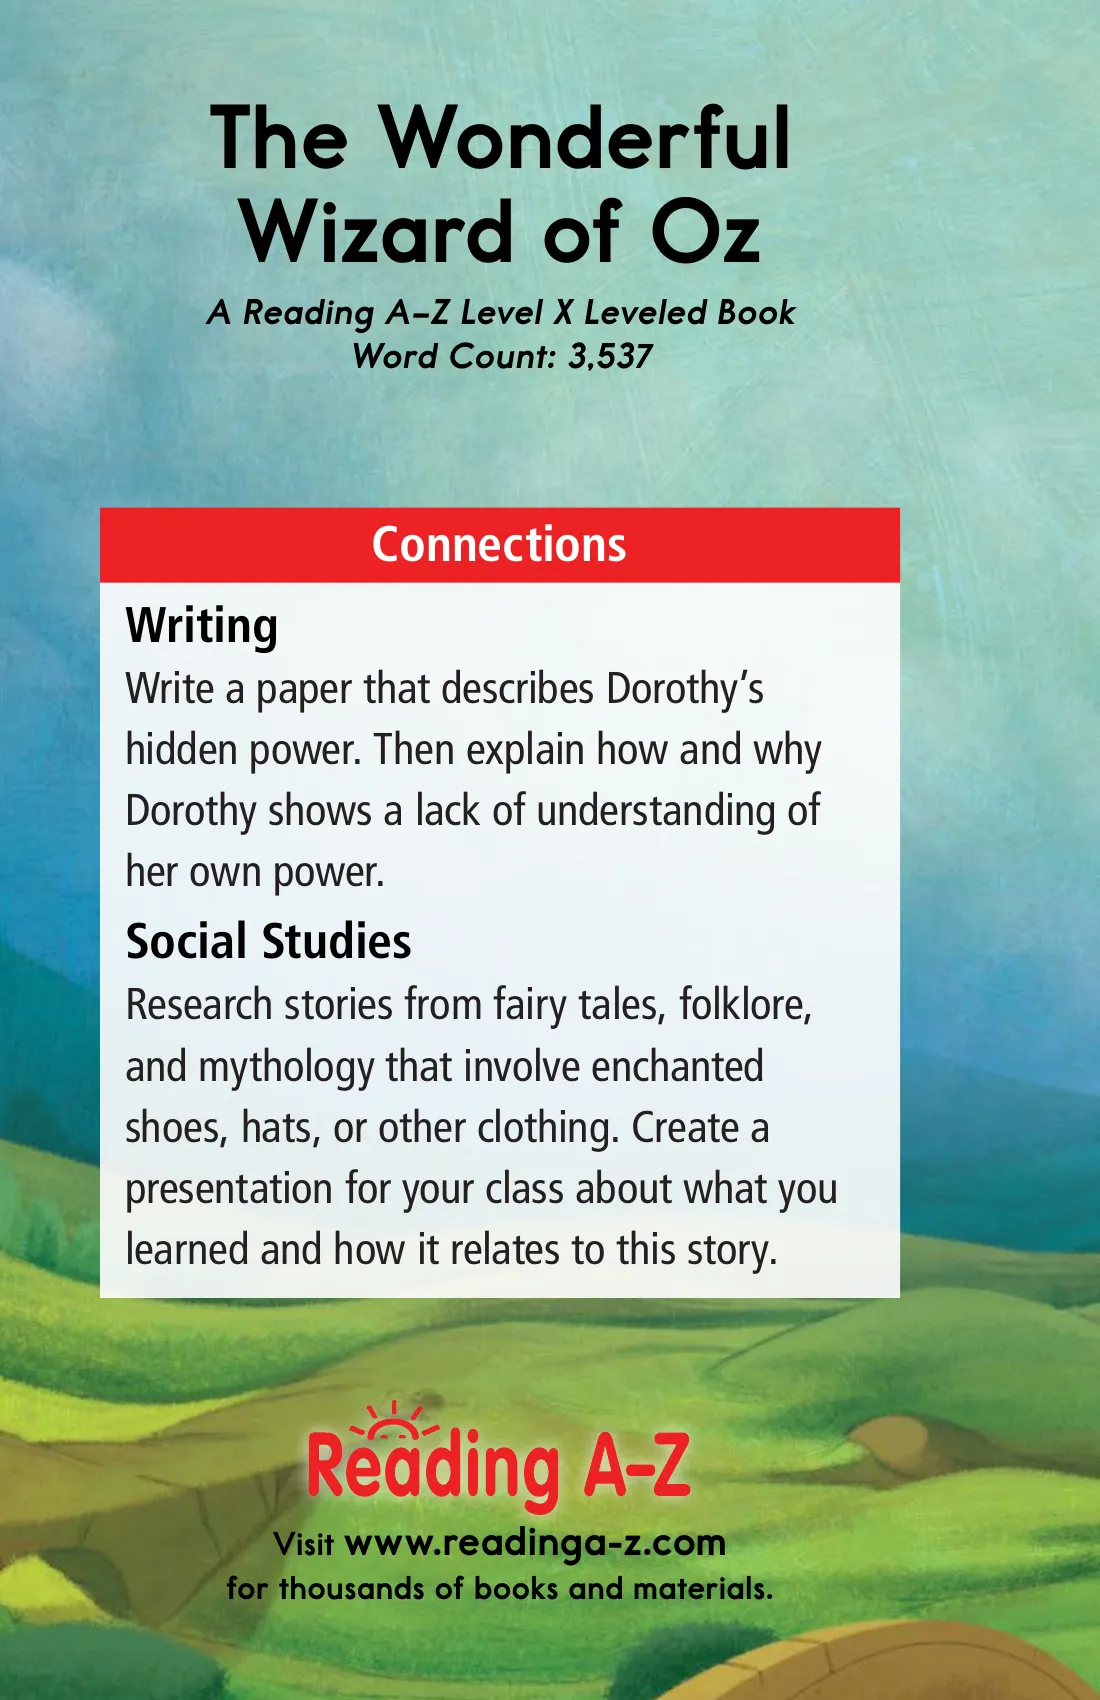 The Wonderful
Wizard of Oz
A Reading A–Z Level X Leveled Book
Word Count: 3,537
Connections
Writing
Write a paper that describes Dorothy’s
hidden power. Then explain how and why
Dorothy shows a lack of understanding of
her own power.
Social Studies
Research stories from fairy tales, folklore,
and mythology that involve enchanted
shoes, hats, or other clothing. Create a
presentation for your class about what you
learned and how it relates to this story.
Reading A–Z
Visit www.readinga-z.com
for thousands of books and materials.